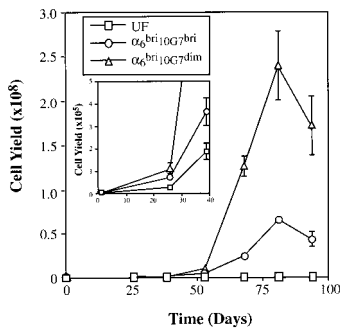 UF
α6bri10G7bri
α6bri10G7dim
3.0
2.5
2.0
1.5
1.0
0.5
0
Cell Yield (x10⁸)
5
4
3
2
1
0
Cell Yield (x10⁵)
0 10 20 30 40
0 25 50 75 100
Time (Days)